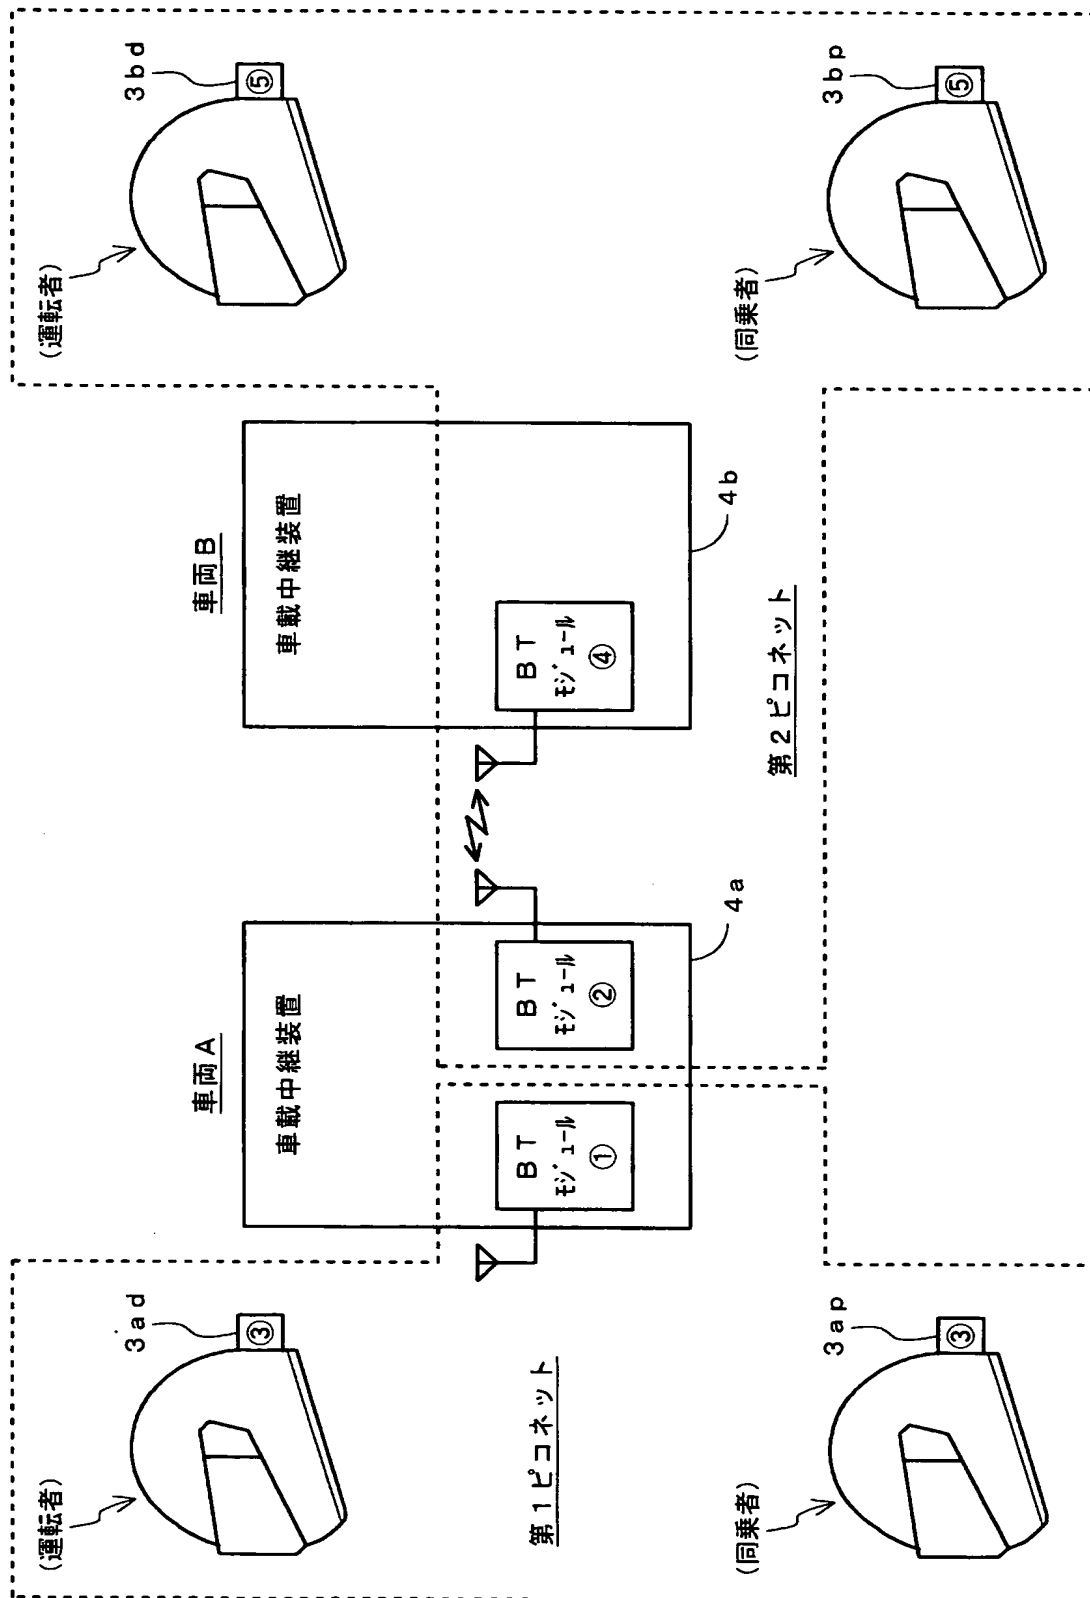 (運転者)
3ad
③
(運転者)
3bd
⑤
車両A
車載中継装置
車両B
車載中継装置
BT
ﾓｼﾞｭｰﾙ
①
BT
ﾓｼﾞｭｰﾙ
②
BT
ﾓｼﾞｭｰﾙ
④
第1ピコネット
4a
4b
第2ピコネット
(同乗者)
3ap
③
(同乗者)
3bp
⑤